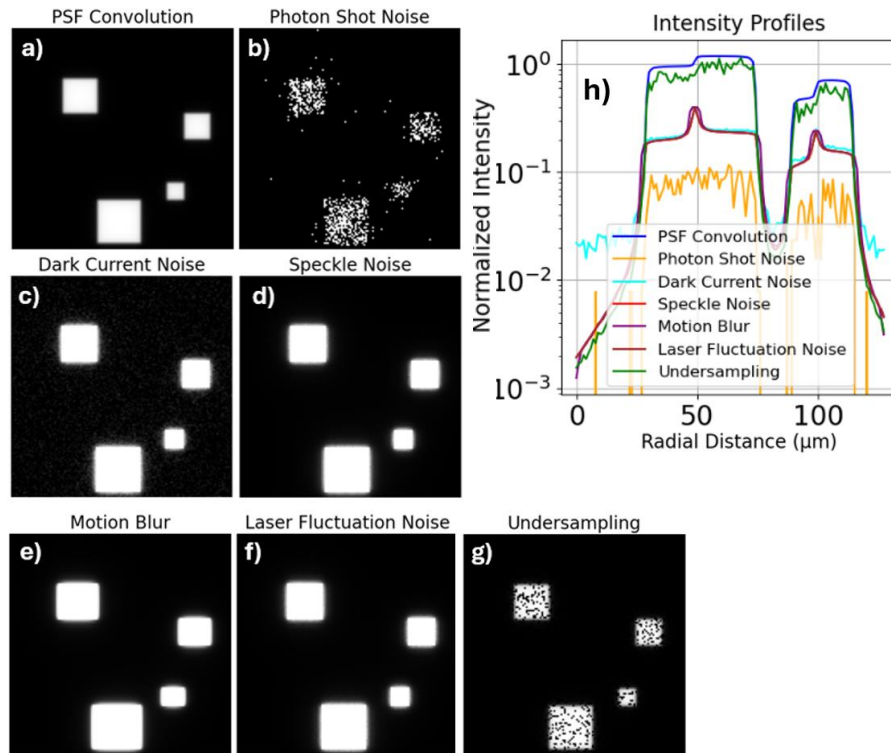 PSF Convolution
Photon Shot Noise
a)
b)
Dark Current Noise
Speckle Noise
c)
d)
Motion Blur
Laser Fluctuation Noise
Undersampling
e)
f)
g)
Intensity Profiles
h)
Normalized Intensity
10⁰
10⁻¹
10⁻²
10⁻³
PSF Convolution
Photon Shot Noise
Dark Current Noise
Speckle Noise
Motion Blur
Laser Fluctuation Noise
Undersampling
0
50
100
Radial Distance (μm)